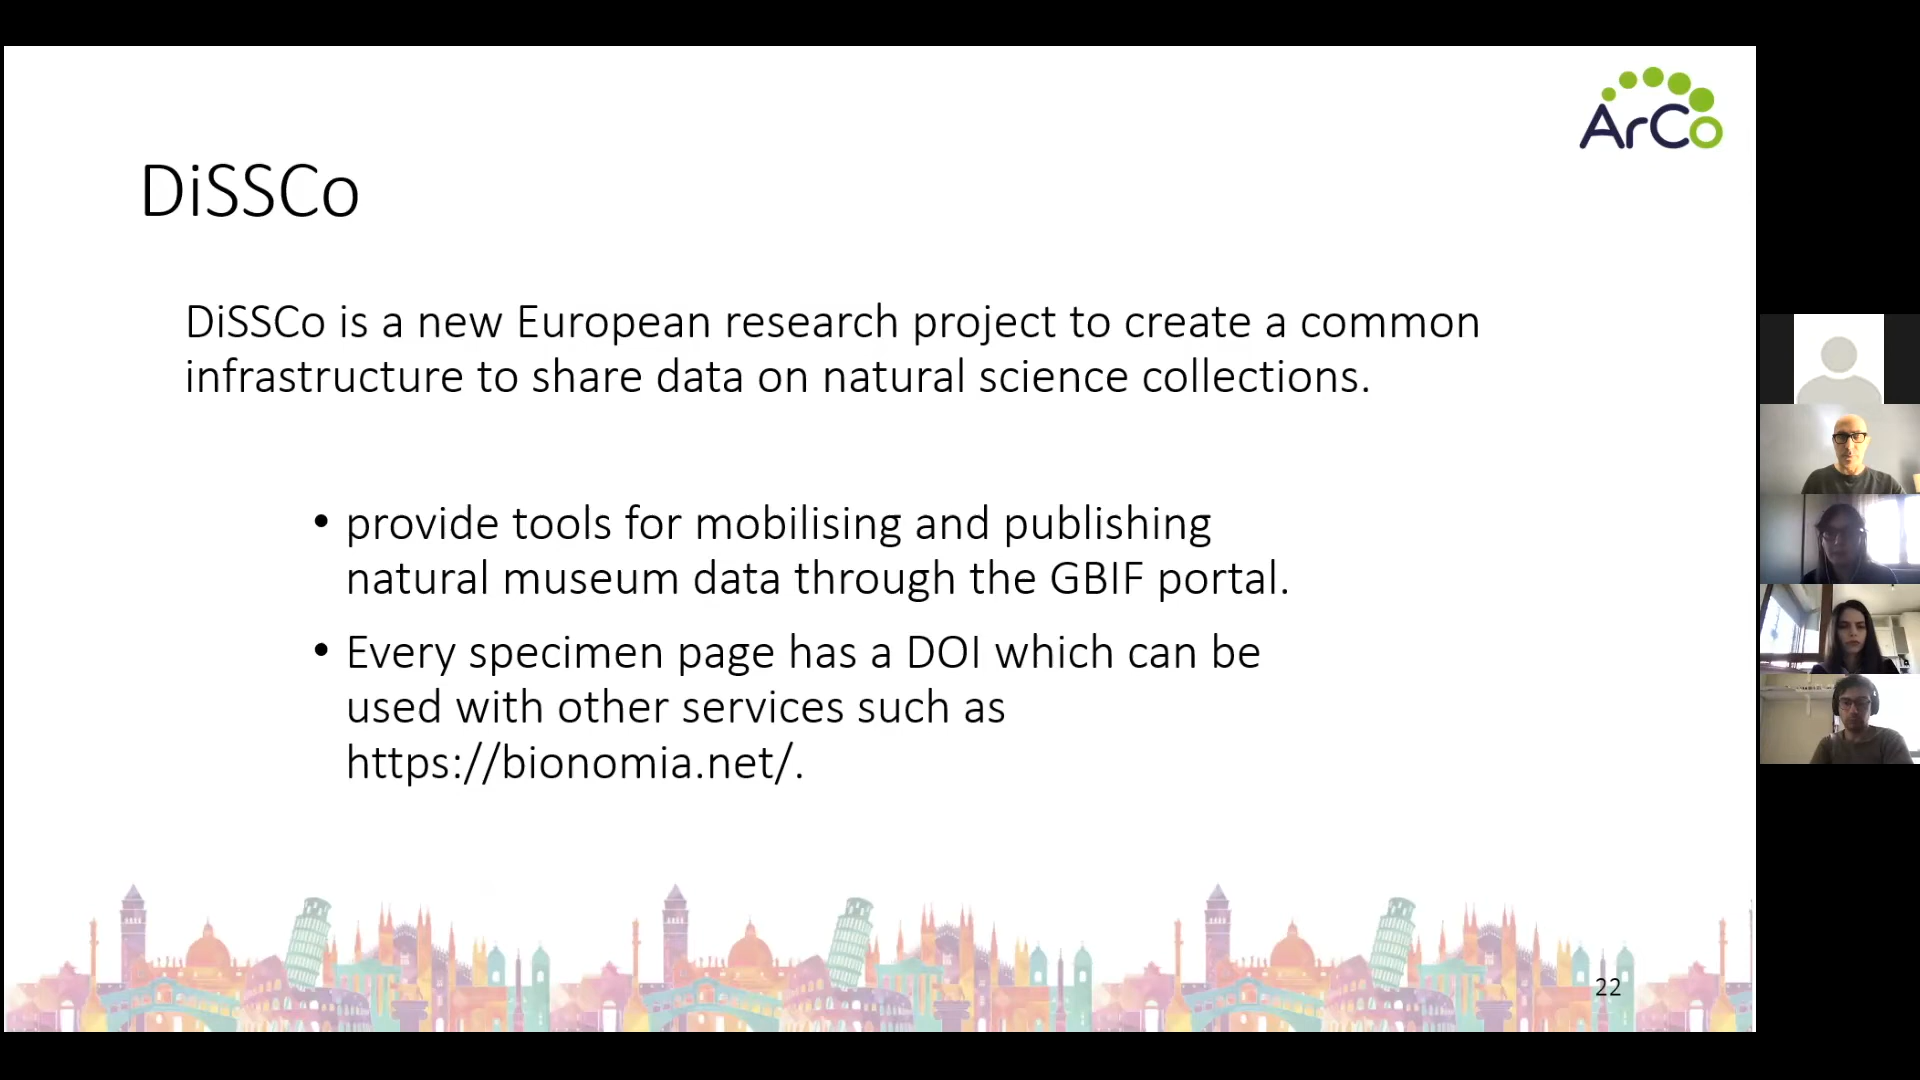 ArCo
DiSSCo
DiSSCo is a new European research project to create a common
infrastructure to share data on natural science collections.
• provide tools for mobilising and publishing
natural museum data through the GBIF portal.
• Every specimen page has a DOI which can be
used with other services such as
https://bionomia.net/.
22